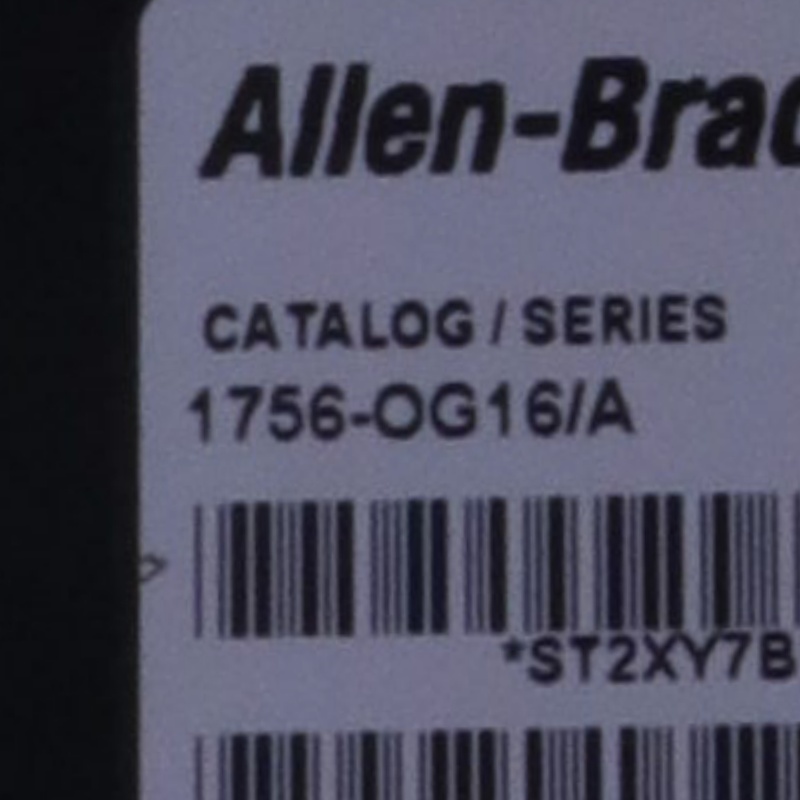 Allen-Brad
CATALOG / SERIES
1756-OG16/A
*ST2XY7B